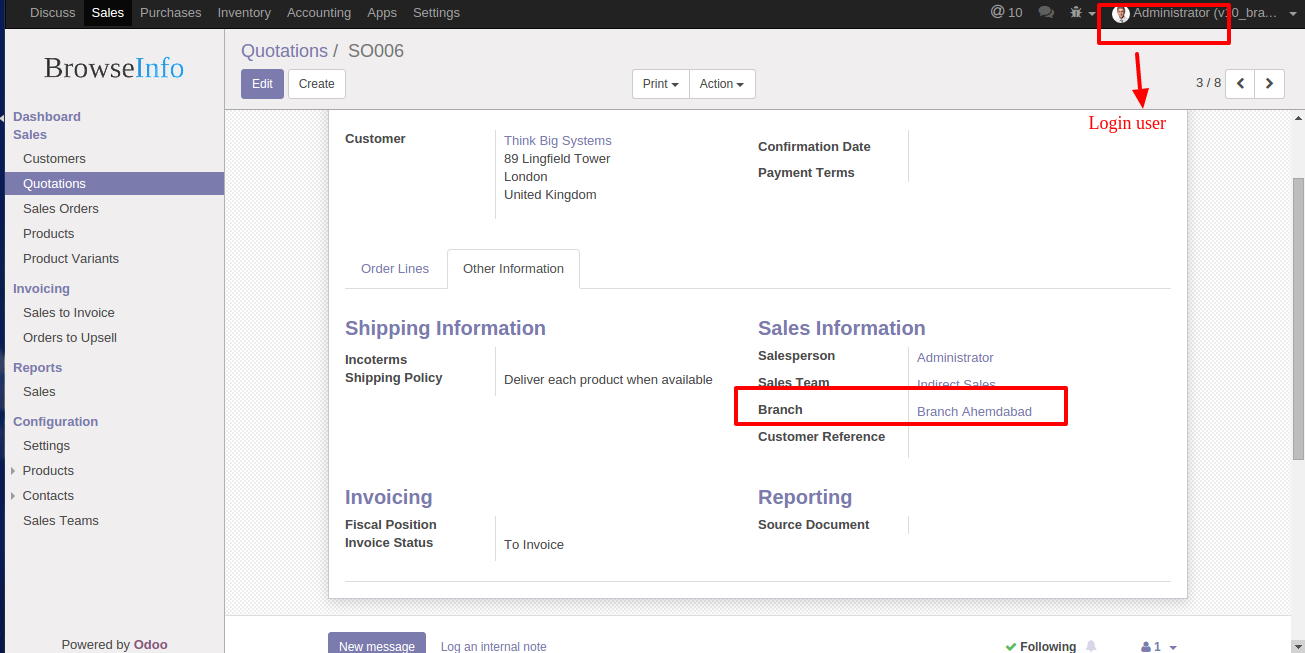 Discuss Sales Purchases Inventory Accounting Apps Settings @ 10 Administrator (v10_bra...
BrowseInfo
Dashboard
Sales
Customers
Quotations
Sales Orders
Products
Product Variants
Invoicing
Sales to Invoice
Orders to Upsell
Reports
Sales
Configuration
Settings
Products
Contacts
Sales Teams
Powered by Odoo
Quotations / SO006
Edit Create Print Action 3 / 8
Login user
Customer
Think Big Systems
89 Lingfield Tower
London
United Kingdom
Confirmation Date
Payment Terms
Order Lines Other Information
Shipping Information
Incoterms
Shipping Policy Deliver each product when available
Sales Information
Salesperson Administrator
Sales Team Indirect Sales
Branch Branch Ahemdabad
Customer Reference
Invoicing
Fiscal Position
Invoice Status To Invoice
Reporting
Source Document
New message Log an internal note Following 1